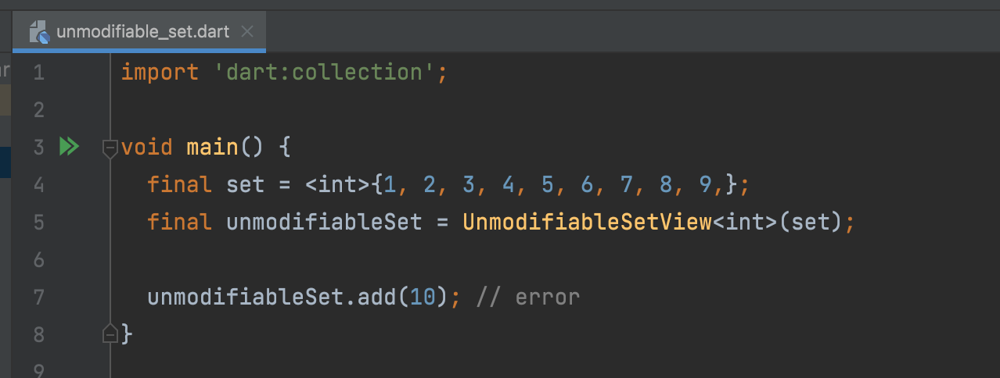 unmodifiable_set.dart
1 import 'dart:collection';
2
3 void main() {
4 final set = <int>{1, 2, 3, 4, 5, 6, 7, 8, 9,};
5 final unmodifiableSet = UnmodifiableSetView<int>(set);
6
7 unmodifiableSet.add(10); // error
8 }
9